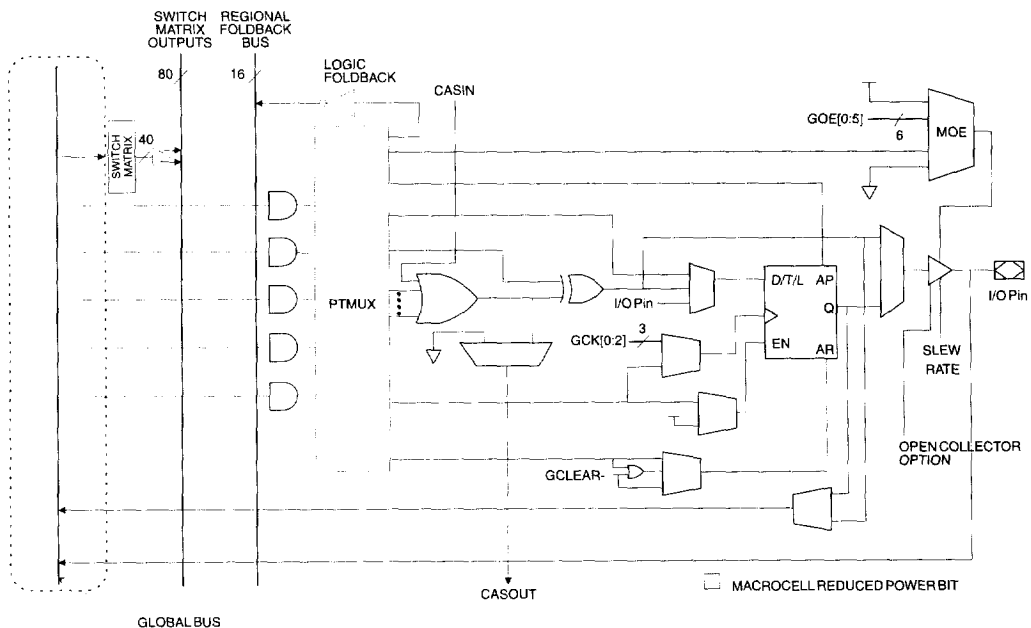 SWITCH
MATRIX
OUTPUTS
REGIONAL
FOLDBACK
BUS
80
16
LOGIC
FOLDBACK
CASIN
GOE[0:5]
6
MOE
SWITCH
MATRIX
40
PTMUX
I/O Pin
D/T/L AP
Q
EN
AR
I/O Pin
GCK[0:2]
3
SLEW
RATE
OPEN COLLECTOR
OPTION
GCLEAR-
CASOUT
MACROCELL REDUCED POWER BIT
GLOBAL BUS